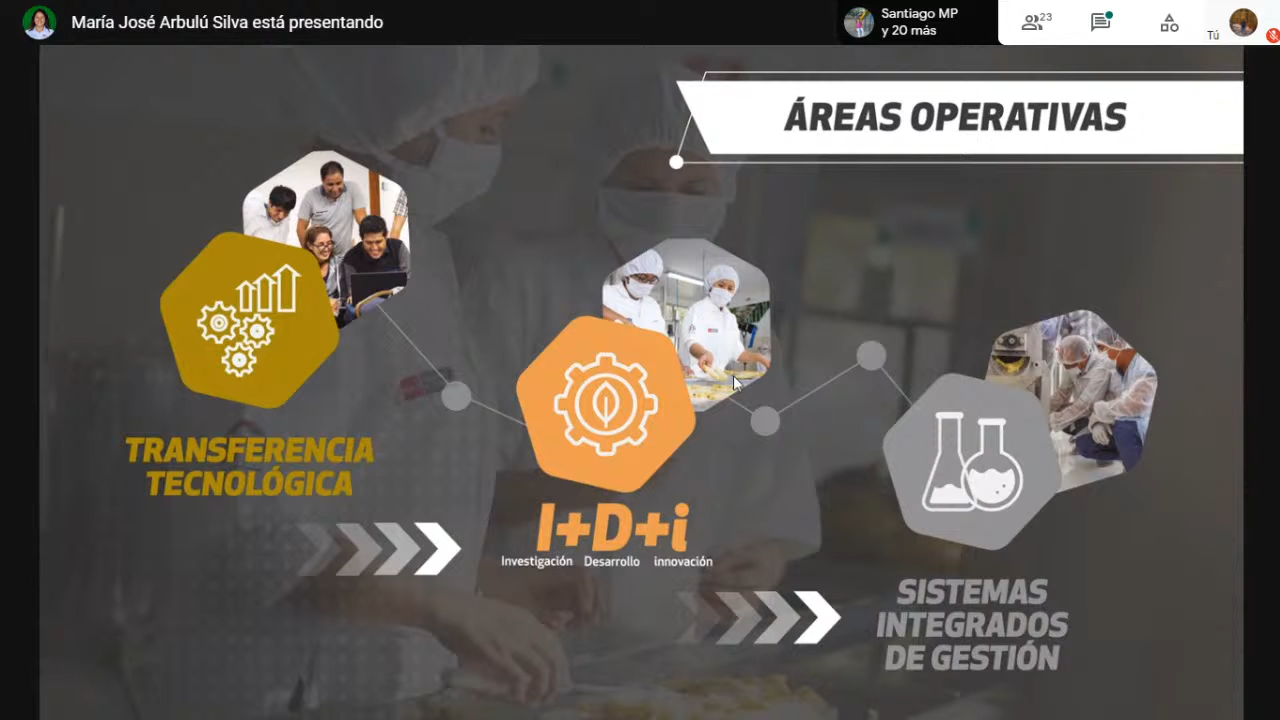 María José Arbulú Silva está presentando
Santiago MP
y 20 más
23
Tú
ÁREAS OPERATIVAS
TRANSFERENCIA
TECNOLÓGICA
I+D+i
Investigación Desarrollo innovación
SISTEMAS
INTEGRADOS
DE GESTIÓN